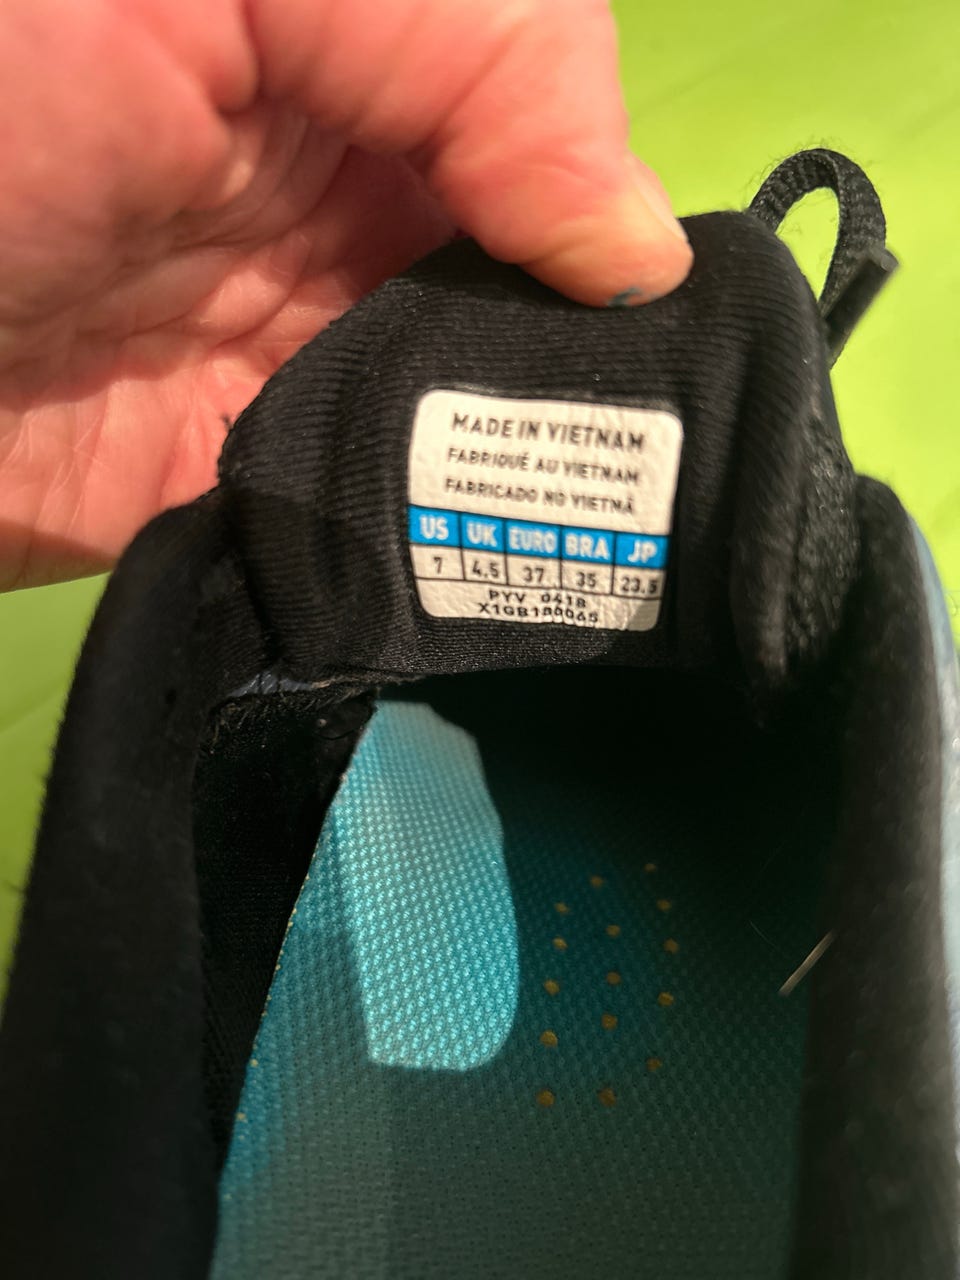 MADE IN VIETNAM
FABRIQUÉ AU VIETNAM
FABRICADO NO VIETNÃ
US UK EURO BRA JP
7 4.5 37 35 23.5
PYV 0418
X1GB180065